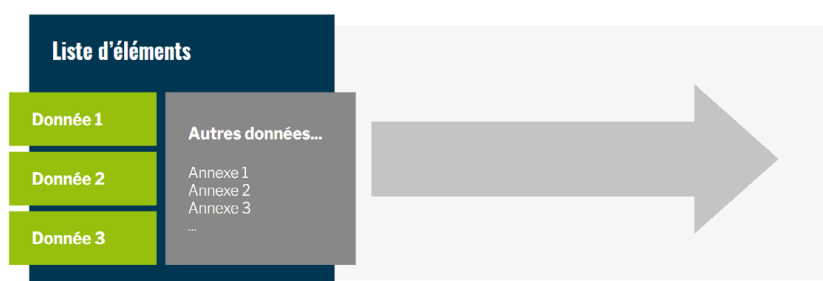 Liste d'éléments
Donnée 1
Donnée 2
Donnée 3
Autres données...
Annexe 1
Annexe 2
Annexe 3
...